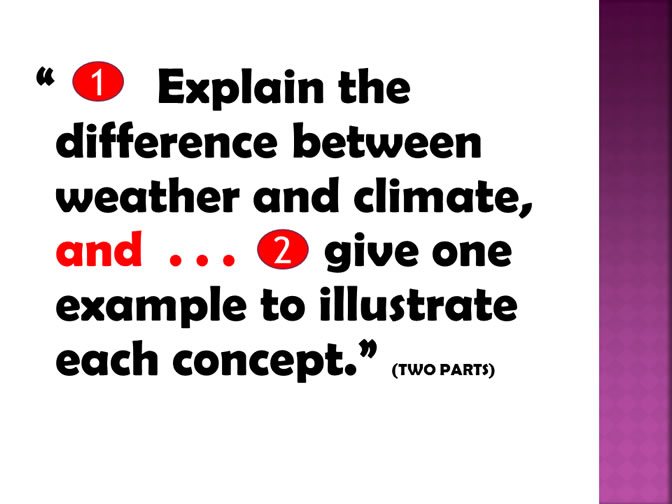 “ 1 Explain the
difference between
weather and climate,
and . . . 2 give one
example to illustrate
each concept.” (TWO PARTS)